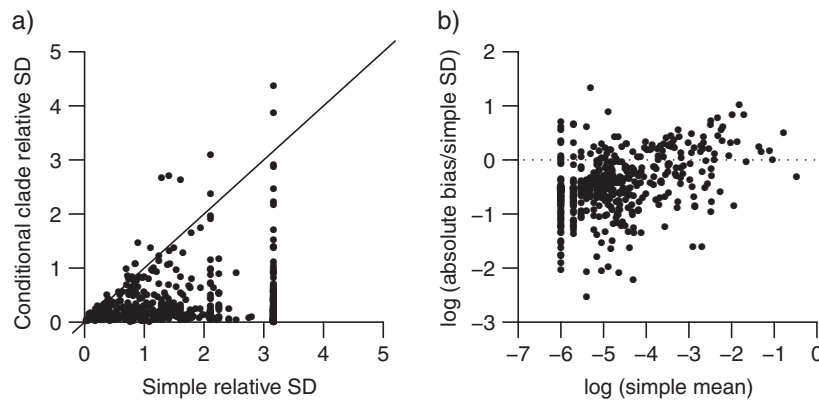 a)
Conditional clade relative SD
5
4
3
2
1
0
0 1 2 3 4 5
Simple relative SD
b)
log (absolute bias/simple SD)
2
1
0
−1
−2
−3
−7 −6 −5 −4 −3 −2 −1 0
log (simple mean)